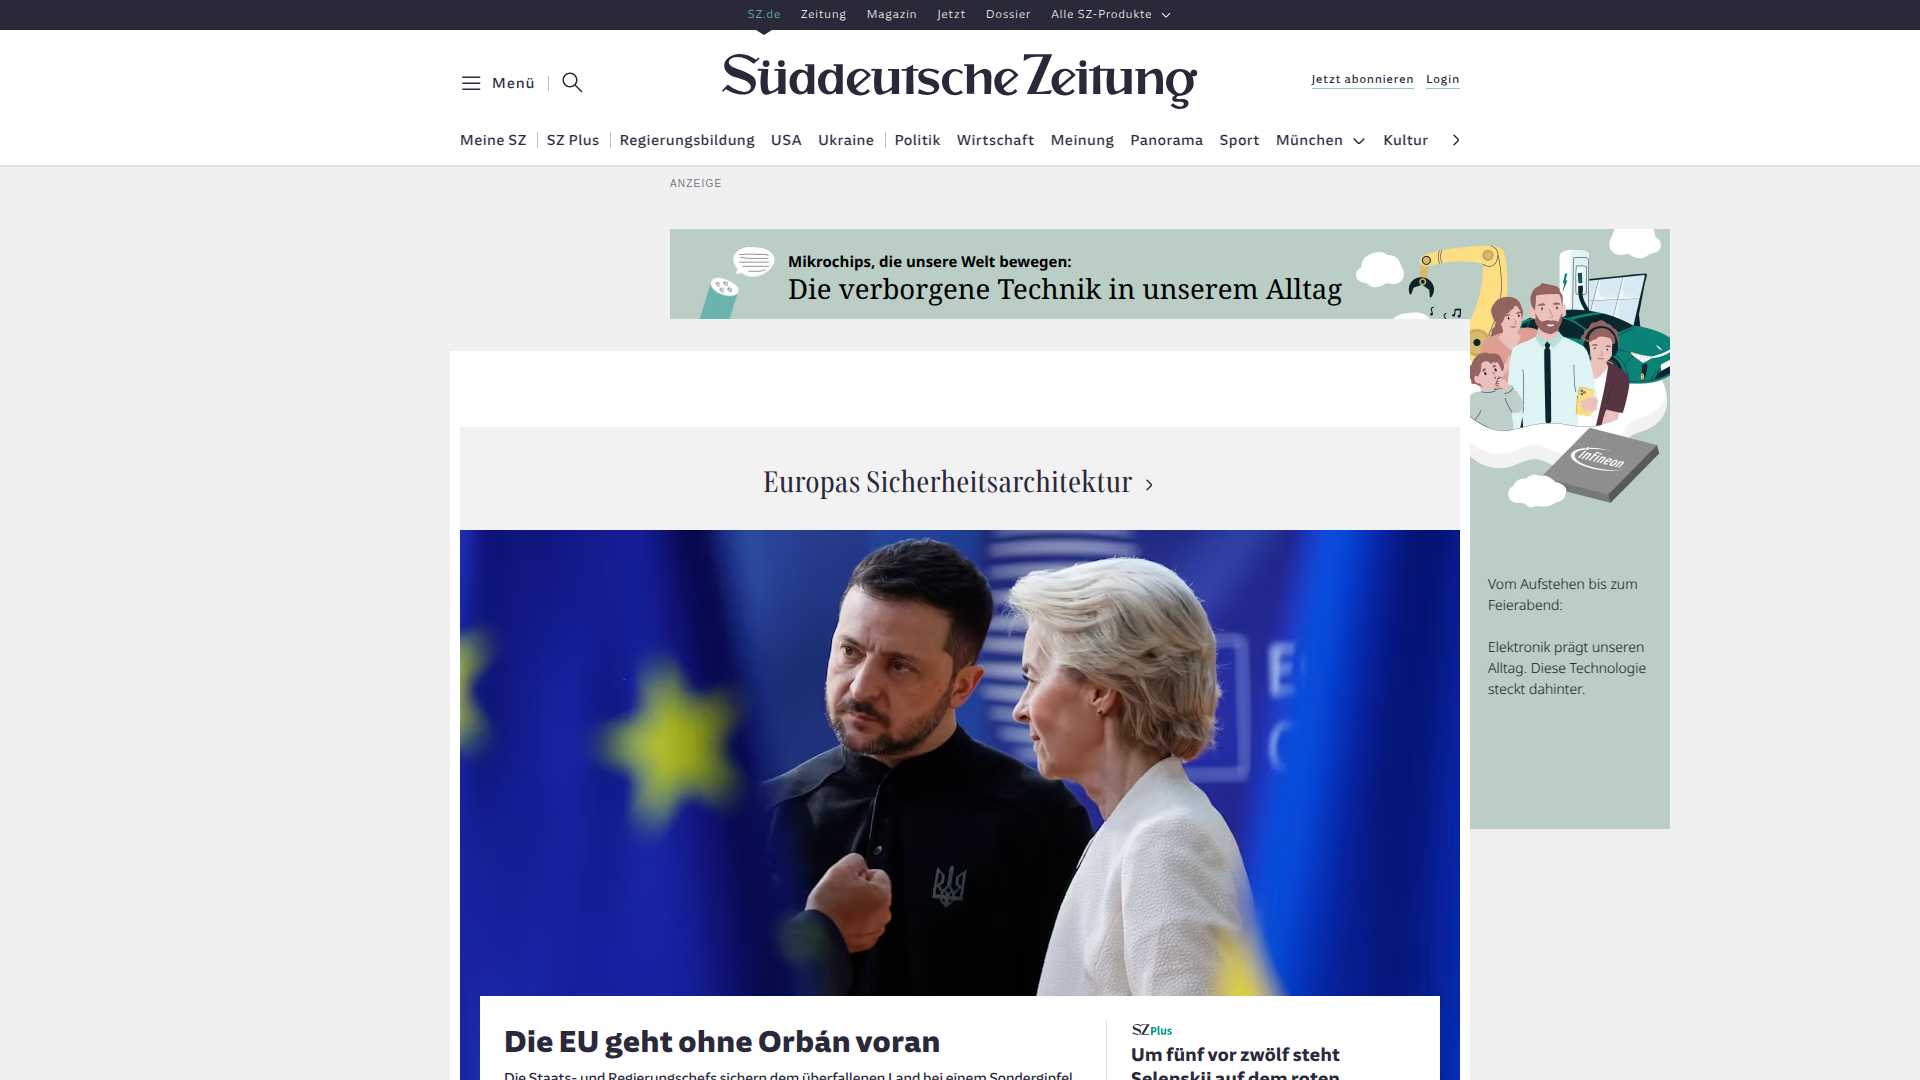 SZ.de Zeitung Magazin Jetzt Dossier Alle SZ-Produkte
Menü
Süddeutsche Zeitung
Jetzt abonnieren Login
Meine SZ SZ Plus Regierungsbildung USA Ukraine Politik Wirtschaft Meinung Panorama Sport München Kultur
ANZEIGE
Mikrochips, die unsere Welt bewegen:
Die verborgene Technik in unserem Alltag
infineon
Vom Aufstehen bis zum
Feierabend:
Elektronik prägt unseren
Alltag. Diese Technologie
steckt dahinter.
Europas Sicherheitsarchitektur
Die EU geht ohne Orbán voran
Die Staats- und Regierungschefs sichern dem überfallenen Land bei einem Sondergipfel
SZ Plus
Um fünf vor zwölf steht
Selenskij auf dem roten